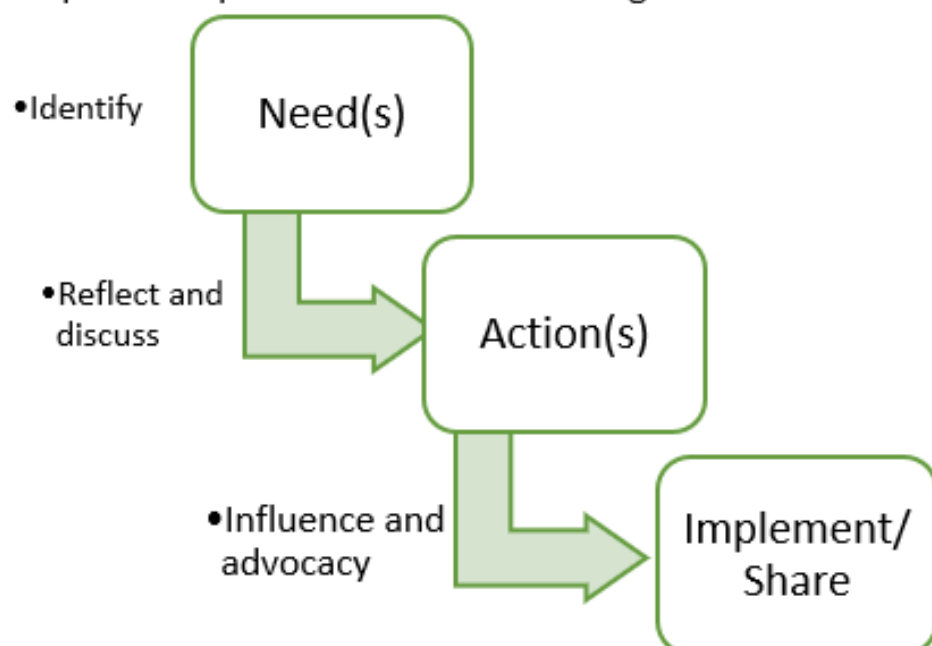 •Identify
Need(s)
•Reflect and
discuss
Action(s)
•Influence and
advocacy
Implement/
Share